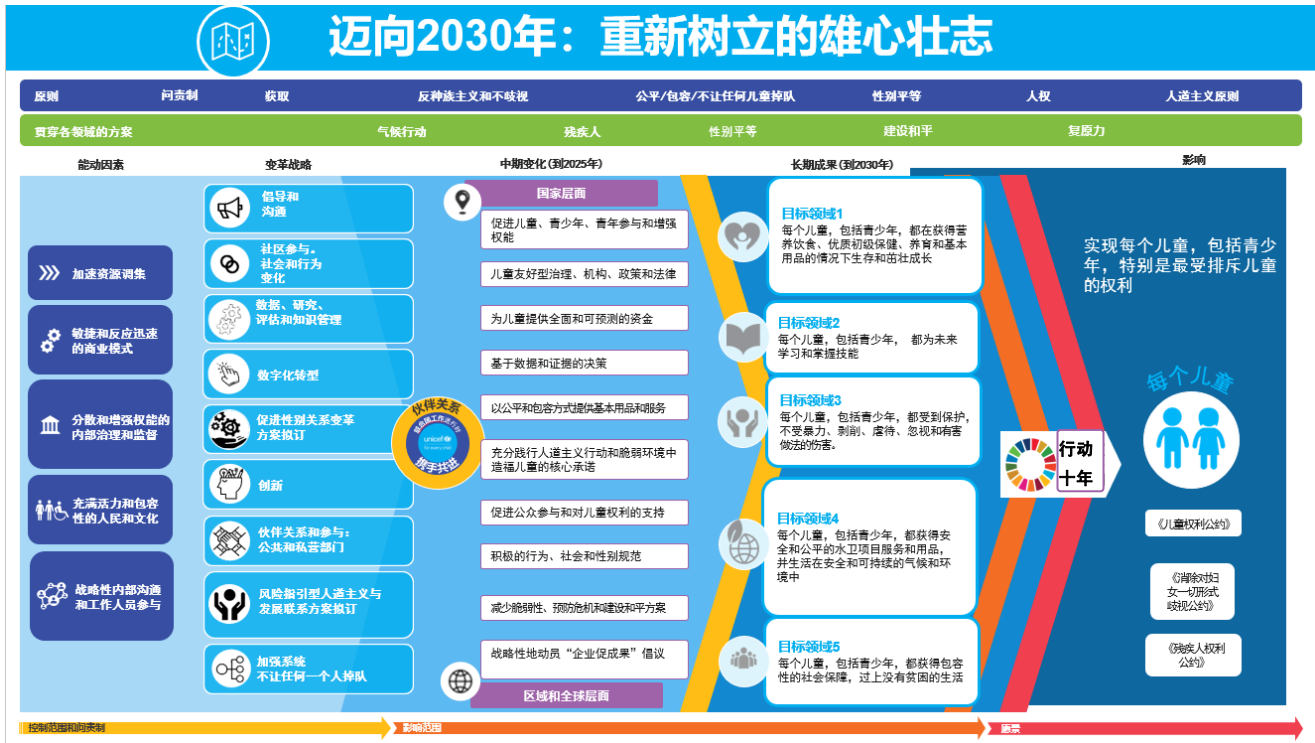 迈向2030年：重新树立的雄心壮志
原则 问责制 获取 反种族主义和不歧视 公平/包容/不让任何儿童掉队 性别平等 人权 人道主义原则
贯穿各领域的方案 气候行动 残疾人 性别平等 建设和平 复原力
能动因素
加速资源调集
敏捷和反应迅速
的商业模式
分散和增强权能的
内部治理和监督
充满活力和包容
性的人民和文化
战略性内部沟通
和工作人员参与
变革战略
倡导和
沟通
社区参与。
社会和行为
变化
数据、研究、
评估和知识管理
数字化转型
促进性别关系变革
方案拟订
创新
伙伴关系和参与：
公共和私营部门
风险指引型人道主义与
发展联系方案拟订
加强系统
不让任何一个人掉队
伙伴关系
unicef
for every child
携手共进
中期变化(到2025年)
国家层面
促进儿童、青少年、青年参与和增强
权能
儿童友好型治理、机构、政策和法律
为儿童提供全面和可预测的资金
基于数据和证据的决策
以公平和包容方式提供基本用品和服务
充分践行人道主义行动和脆弱环境中
造福儿童的核心承诺
促进公众参与和对儿童权利的支持
积极的行为、社会和性别规范
减少脆弱性、预防危机和建设和平方案
战略性地动员“企业促成果”倡议
区域和全球层面
长期成果(到2030年)
目标领域1
每个儿童，包括青少年，都在获得营
养饮食、优质初级保健、养育和基本
用品的情况下生存和茁壮成长
目标领域2
每个儿童，包括青少年， 都为未来
学习和掌握技能
目标领域3
每个儿童，包括青少年，都受到保护，
不受暴力、剥削、虐待、忽视和有害
做法的伤害。
目标领域4
每个儿童，包括青少年，都获得安
全和公平的水卫项目服务和用品，
并生活在安全和可持续的气候和环
境中
目标领域5
每个儿童，包括青少年，都获得包容
性的社会保障，过上没有贫困的生活
行动
十年
影响
实现每个儿童，包括青少
年，特别是最受排斥儿童
的权利
每个儿童
《儿童权利公约》
《消除对妇
女一切形式
歧视公约》
《残疾人权利
公约》
控制范围和问责制 影响范围 愿景